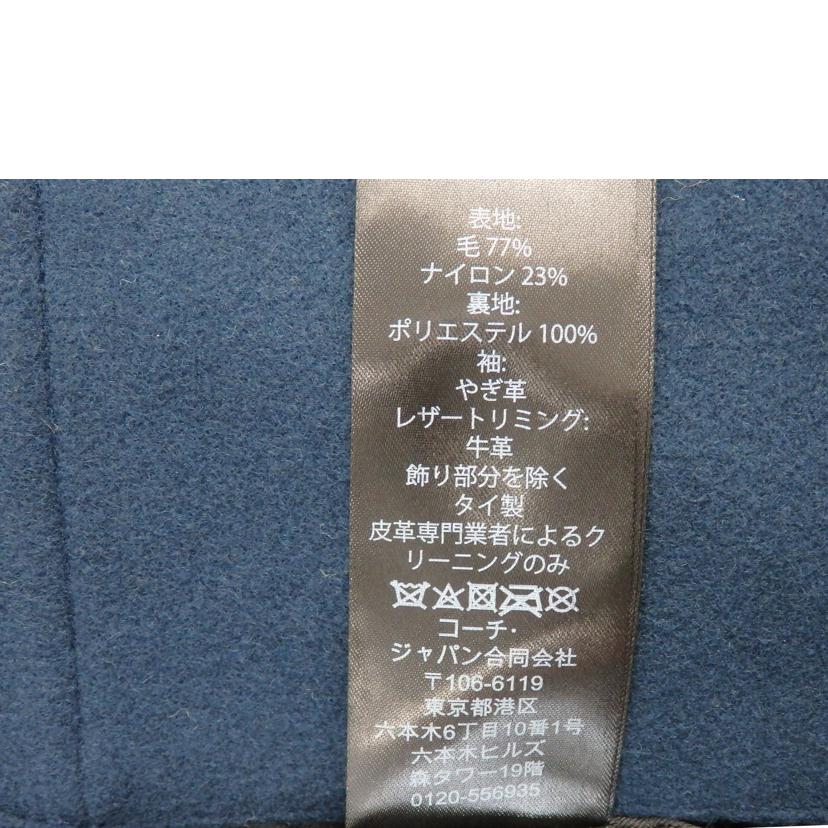 表地:
毛 77%
ナイロン 23%
裏地:
ポリエステル 100%
袖:
やぎ革
レザートリミング:
牛革
飾り部分を除く
タイ製
皮革専門業者によるク
リーニングのみ
コーチ・
ジャパン合同会社
〒106-6119
東京都港区
六本木6丁目10番1号
六本木ヒルズ
森タワー19階
0120-556935